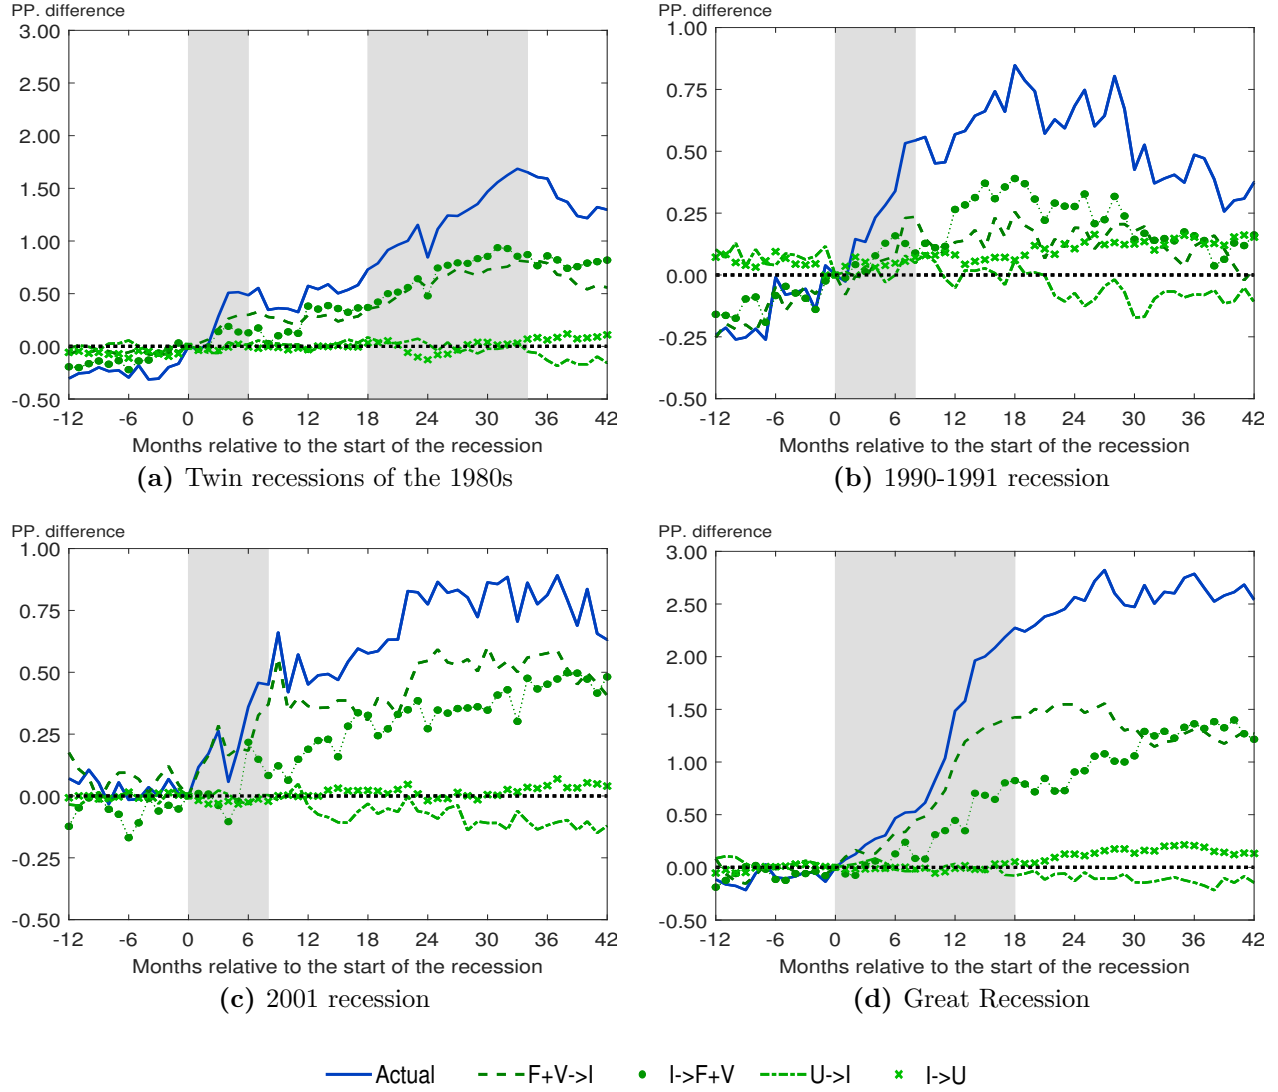 PP. difference
3.00
2.50
2.00
1.50
1.00
0.50
0.00
-0.50
-12 -6 0 6 12 18 24 30 36 42
Months relative to the start of the recession
(a) Twin recessions of the 1980s
PP. difference
1.00
0.75
0.50
0.25
0.00
-0.25
-0.50
-12 -6 0 6 12 18 24 30 36 42
Months relative to the start of the recession
(b) 1990-1991 recession
PP. difference
1.00
0.75
0.50
0.25
0.00
-0.25
-0.50
-12 -6 0 6 12 18 24 30 36 42
Months relative to the start of the recession
(c) 2001 recession
PP. difference
3.00
2.50
2.00
1.50
1.00
0.50
0.00
-0.50
-12 -6 0 6 12 18 24 30 36 42
Months relative to the start of the recession
(d) Great Recession
Actual F+V->I I->F+V U->I I->U